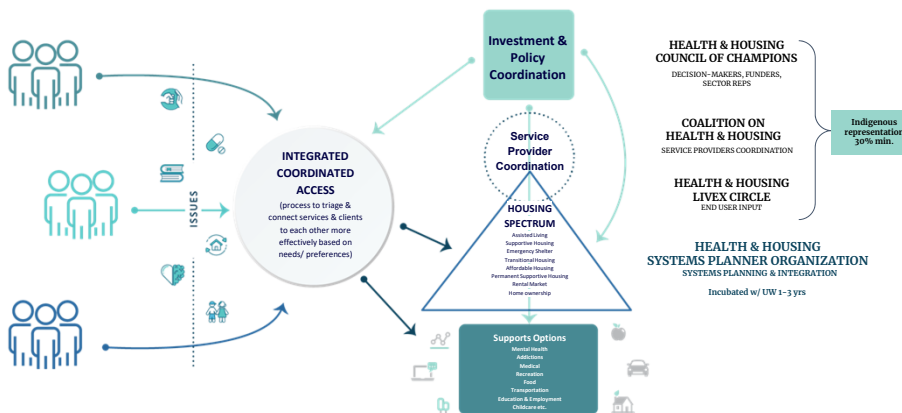 ISSUES
INTEGRATED
COORDINATED
ACCESS
(process to triage &
connect services & clients
to each other more
effectively based on
needs/ preferences)
Investment &
Policy
Coordination
Service
Provider
Coordination
HOUSING
SPECTRUM
Assisted Living
Supportive Housing
Emergency Shelter
Transitional Housing
Affordable Housing
Permanent Supportive Housing
Rental Market
Home ownership
Supports Options
Mental Health
Addictions
Medical
Recreation
Food
Transportation
Education & Employment
Childcare etc.
HEALTH & HOUSING
COUNCIL OF CHAMPIONS
DECISION-MAKERS, FUNDERS,
SECTOR REPS
COALITION ON
HEALTH & HOUSING
SERVICE PROVIDERS COORDINATION
HEALTH & HOUSING
LIVEX CIRCLE
END USER INPUT
Indigenous
representation
30% min.
HEALTH & HOUSING
SYSTEMS PLANNER ORGANIZATION
SYSTEMS PLANNING & INTEGRATION
Incubated w/ UW 1-3 yrs